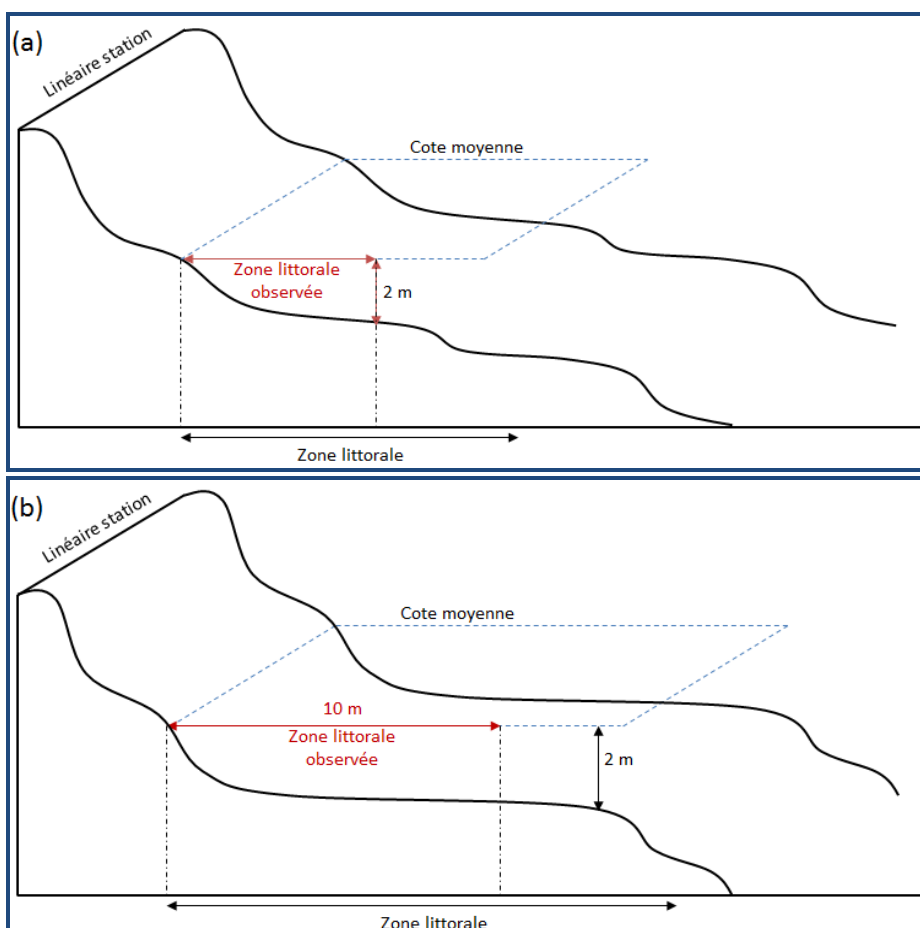 (a)
Linéaire station
Cote moyenne
Zone littorale
observée
2 m
Zone littorale
(b)
Linéaire station
Cote moyenne
10 m
Zone littorale
observée
2 m
Zone littorale